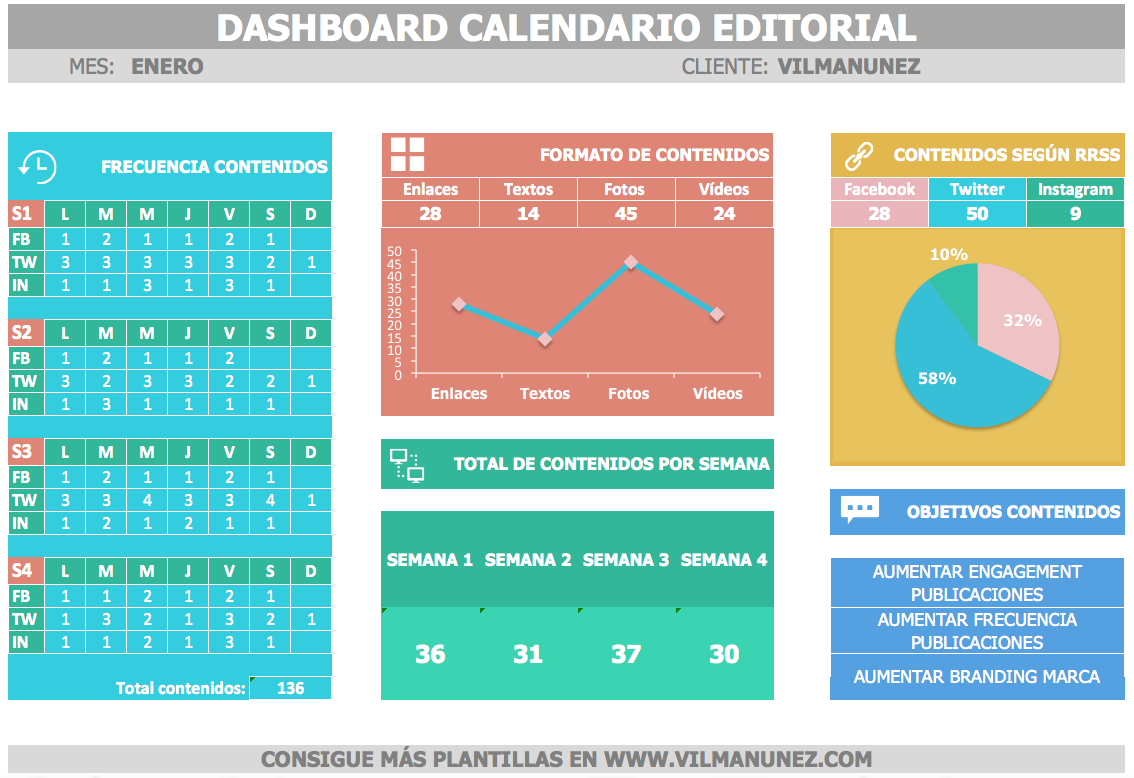 DASHBOARD CALENDARIO EDITORIAL
MES: ENERO CLIENTE: VILMANUNEZ
FRECUENCIA CONTENIDOS
S1 L M M J V S D
FB 1 2 1 1 2 1
TW 3 3 3 3 3 2 1
IN 1 1 3 1 3 1
S2 L M M J V S D
FB 1 2 1 1 2
TW 3 2 3 3 2 2 1
IN 1 3 1 1 1 1
S3 L M M J V S D
FB 1 2 1 1 2 1
TW 3 3 4 3 3 4 1
IN 1 2 1 2 1 1
S4 L M M J V S D
FB 1 1 2 1 2 1
TW 1 3 2 1 3 2 1
IN 1 1 2 1 3 1
Total contenidos: 136
FORMATO DE CONTENIDOS
Enlaces Textos Fotos Vídeos
28 14 45 24
50
45
40
35
30
25
20
15
10
5
0
Enlaces Textos Fotos Vídeos
TOTAL DE CONTENIDOS POR SEMANA
SEMANA 1 SEMANA 2 SEMANA 3 SEMANA 4
36 31 37 30
CONTENIDOS SEGÚN RRSS
Facebook Twitter Instagram
28 50 9
10%
32%
58%
OBJETIVOS CONTENIDOS
AUMENTAR ENGAGEMENT
PUBLICACIONES
AUMENTAR FRECUENCIA
PUBLICACIONES
AUMENTAR BRANDING MARCA
CONSIGUE MÁS PLANTILLAS EN WWW.VILMANUNEZ.COM